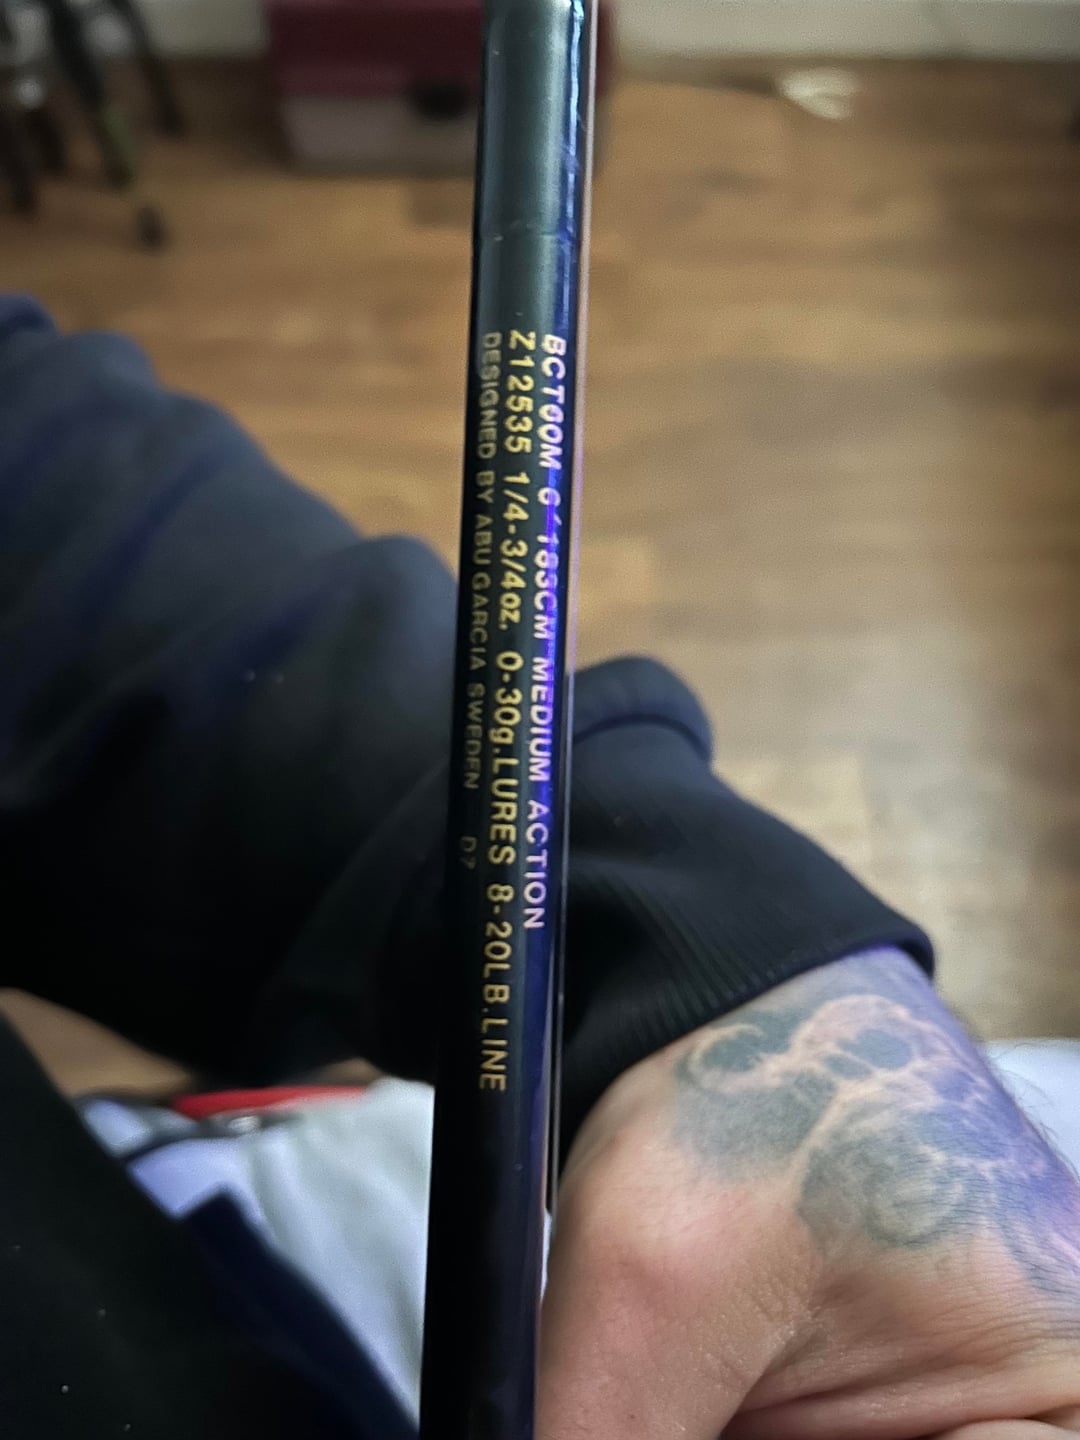 BCT60M 6' 183CM MEDIUM ACTION
Z12535 1/4-3/4oz. 0-30g.LURES 8-20LB.LINE
DESIGNED BY ABU GARCIA SWEDEN D7